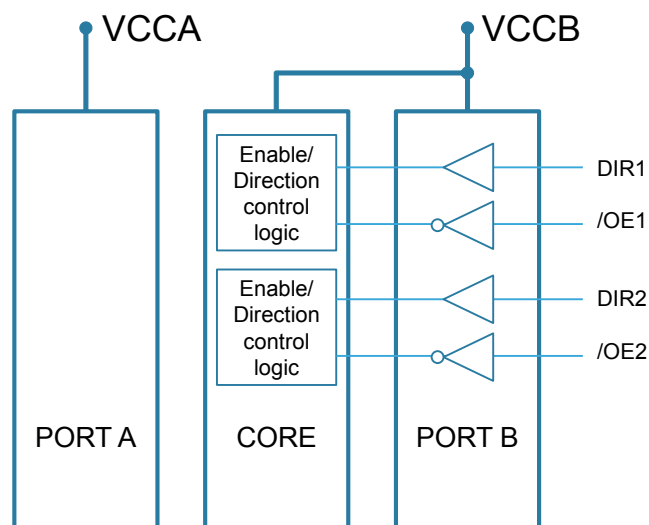 VCCA
VCCB
Enable/
Direction
control
logic
DIR1
/OE1
Enable/
Direction
control
logic
DIR2
/OE2
PORT A
CORE
PORT B